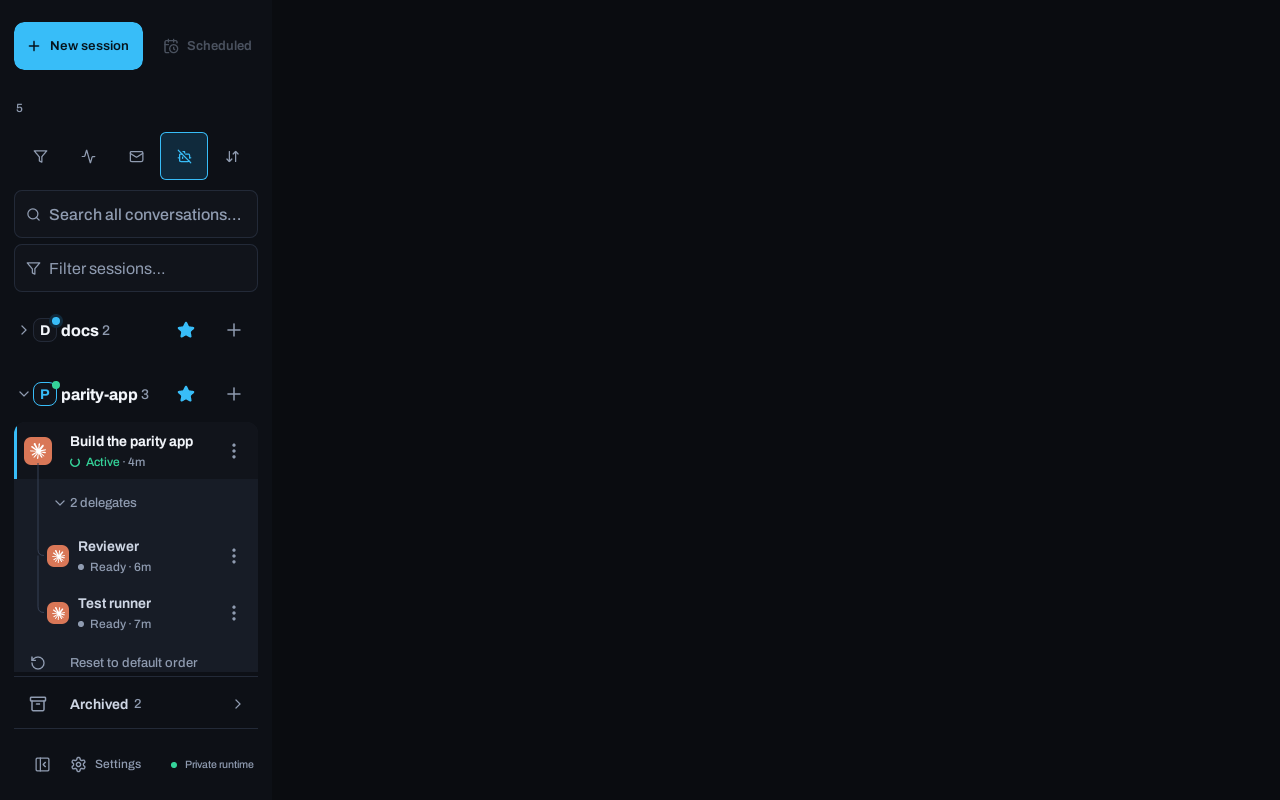 New session
Scheduled
5
Search all conversations...
Filter sessions...
D docs 2
P parity-app 3
Build the parity app
Active · 4m
2 delegates
Reviewer
Ready · 6m
Test runner
Ready · 7m
Reset to default order
Archived 2
Settings
Private runtime